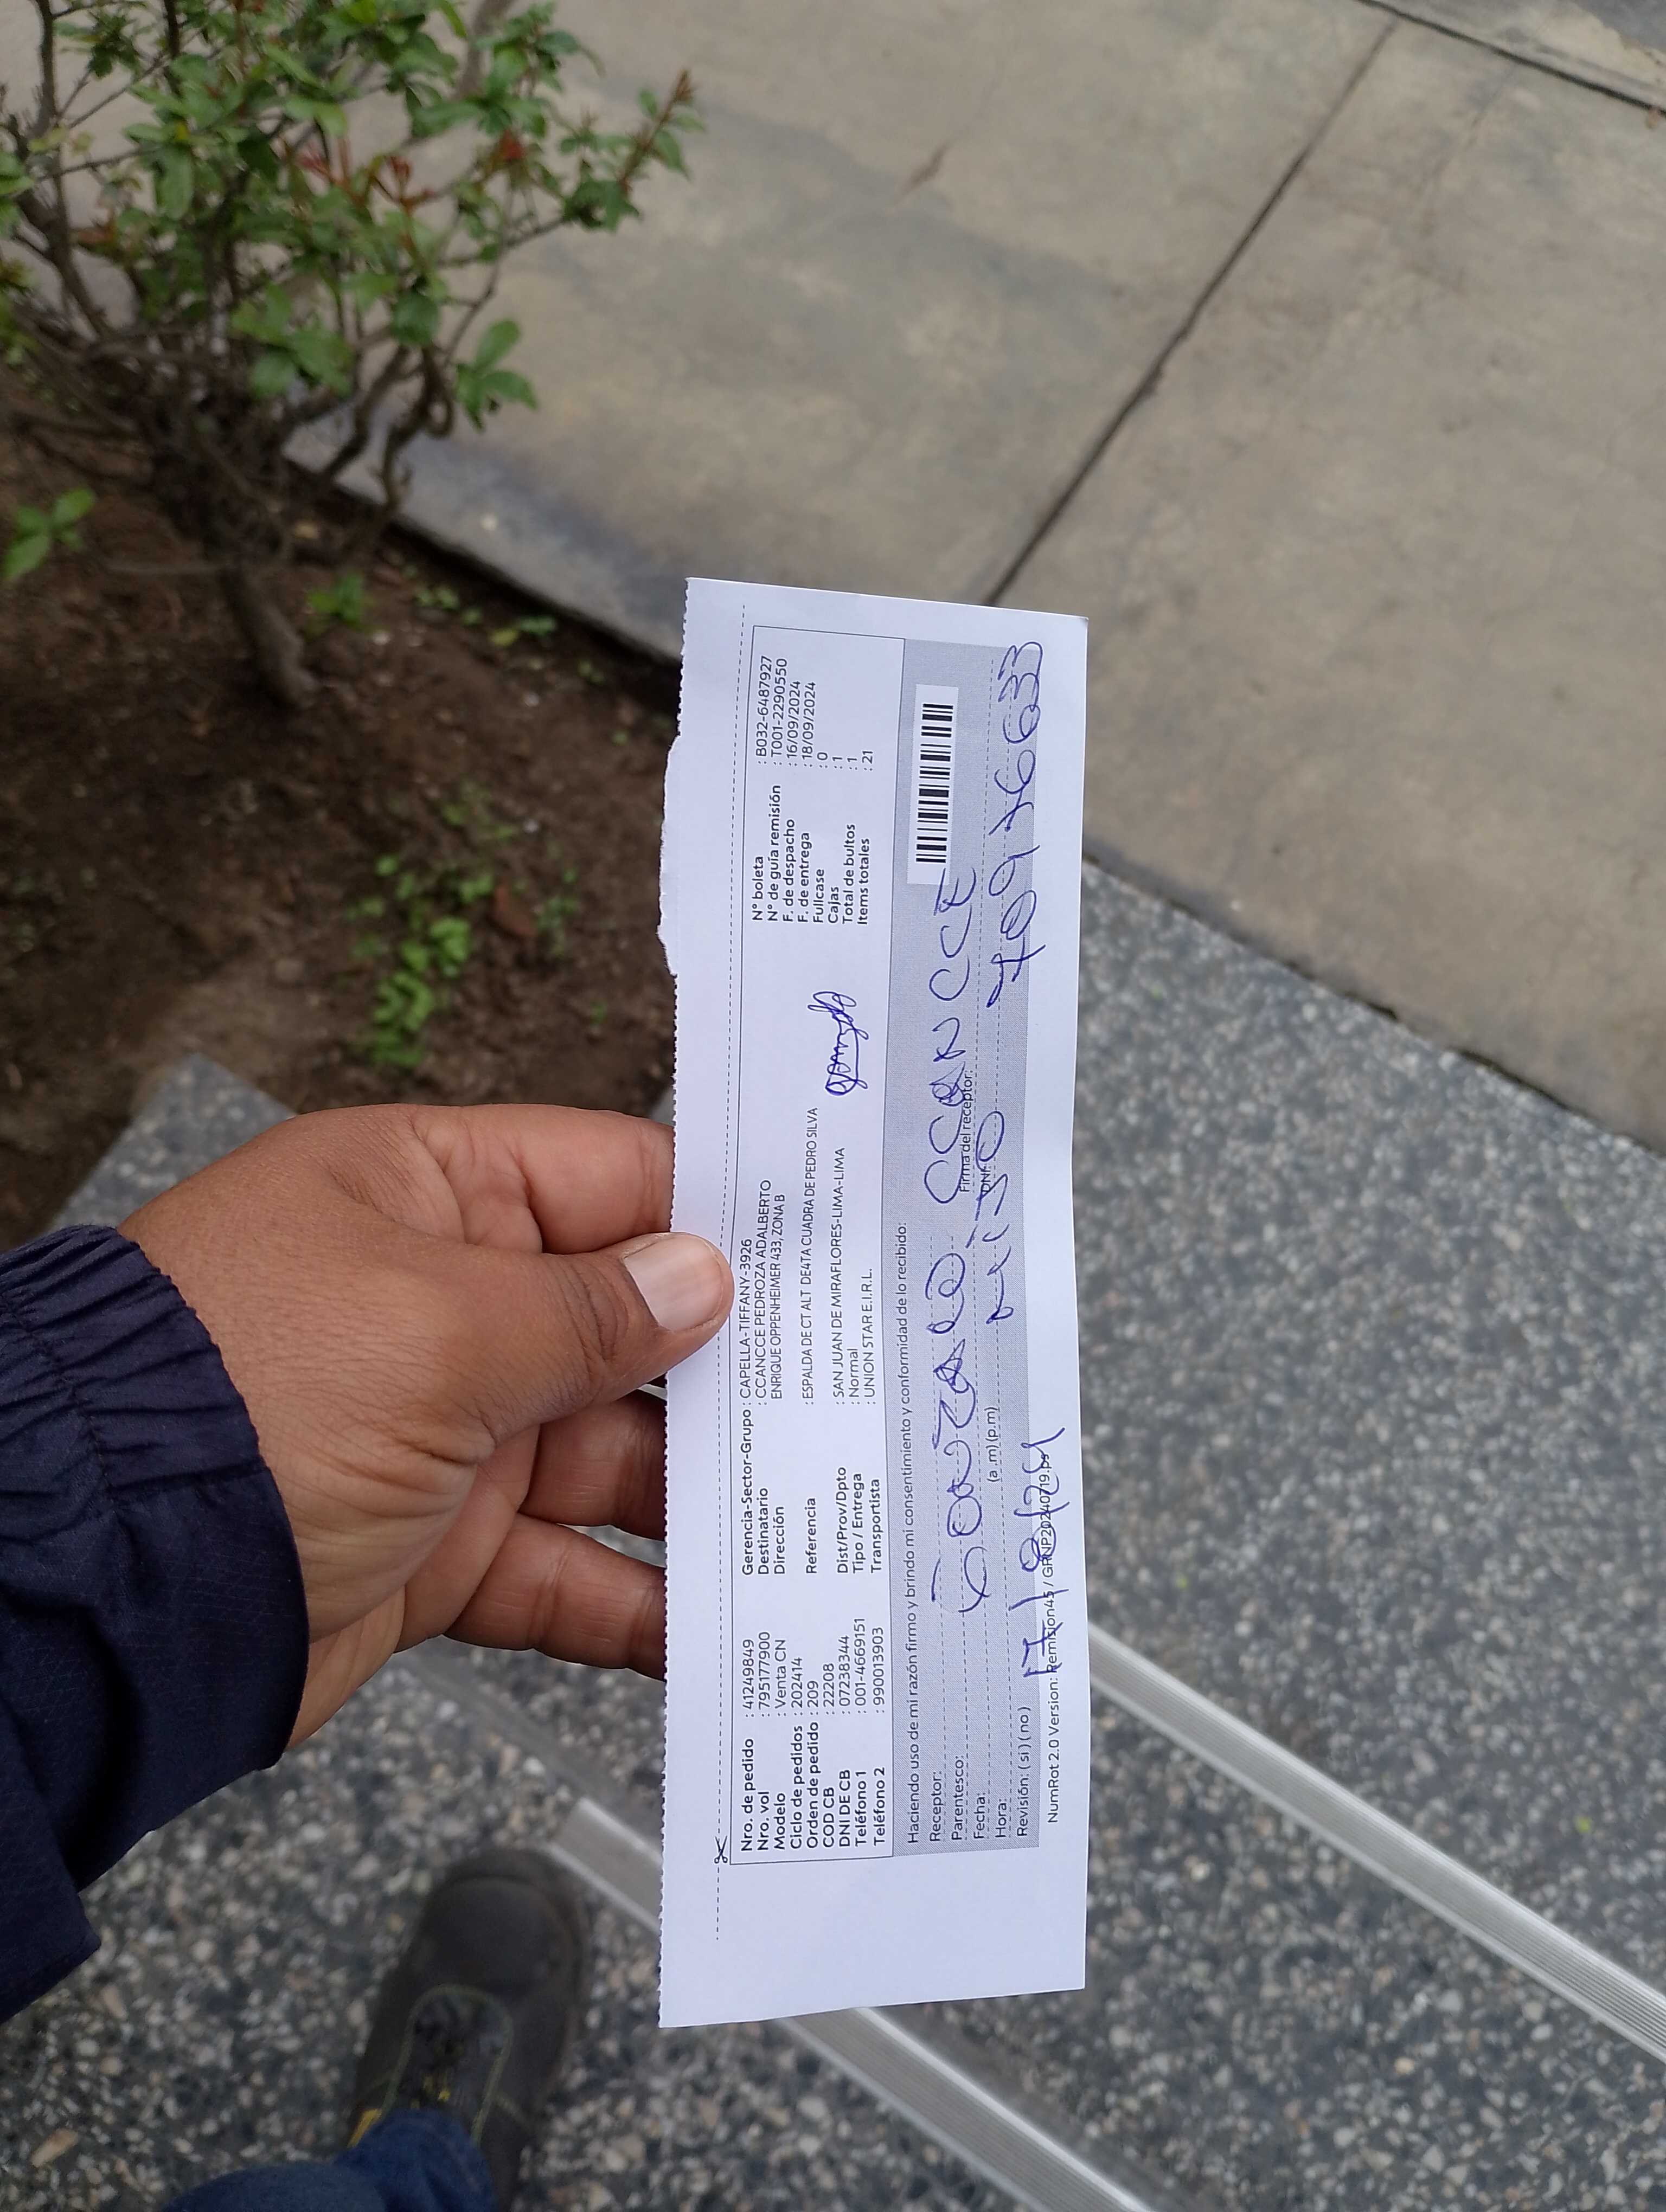 Nro. de pedido : 41249849
Nro. vol : 795177900
Modelo : Venta CN
Ciclo de pedidos : 202414
Orden de pedido : 209
COD CB : 22208
DNI DE CB : 07238344
Teléfono 1 : 001-4669151
Teléfono 2 : 990013903
Gerencia-Sector-Grupo : CAPELLA-TIFFANY-3926
Destinatario : CCANCCE PEDROZA ADALBERTO
Dirección ENRIQUE OPPENHEIMER 433, ZONA B
Referencia : ESPALDA DE CT ALT DE4TA CUADRA DE PEDRO SILVA
Dist/Prov/Dpto : SAN JUAN DE MIRAFLORES-LIMA-LIMA
Tipo / Entrega : Normal
Transportista : UNION STAR E.I.R.L.
N° boleta : B032-6487927
N° de guía remisión : T001-2290550
F. de despacho : 16/09/2024
F. de entrega : 18/09/2024
Fullcase : 0
Cajas : 1
Total de bultos : 1
Items totales : 21
Haciendo uso de mi razón firmo y brindo mi consentimiento y conformidad de lo recibido:
Receptor: GONZALO CCANCCE
Parentesco:
Firma del receptor:
Fecha:
DNI:
Hora: (a .m) (p.m)
70976633
Revisión: (si) (no)
NumRot 2.0 Version: Remision45 / GRNP20240719.ps